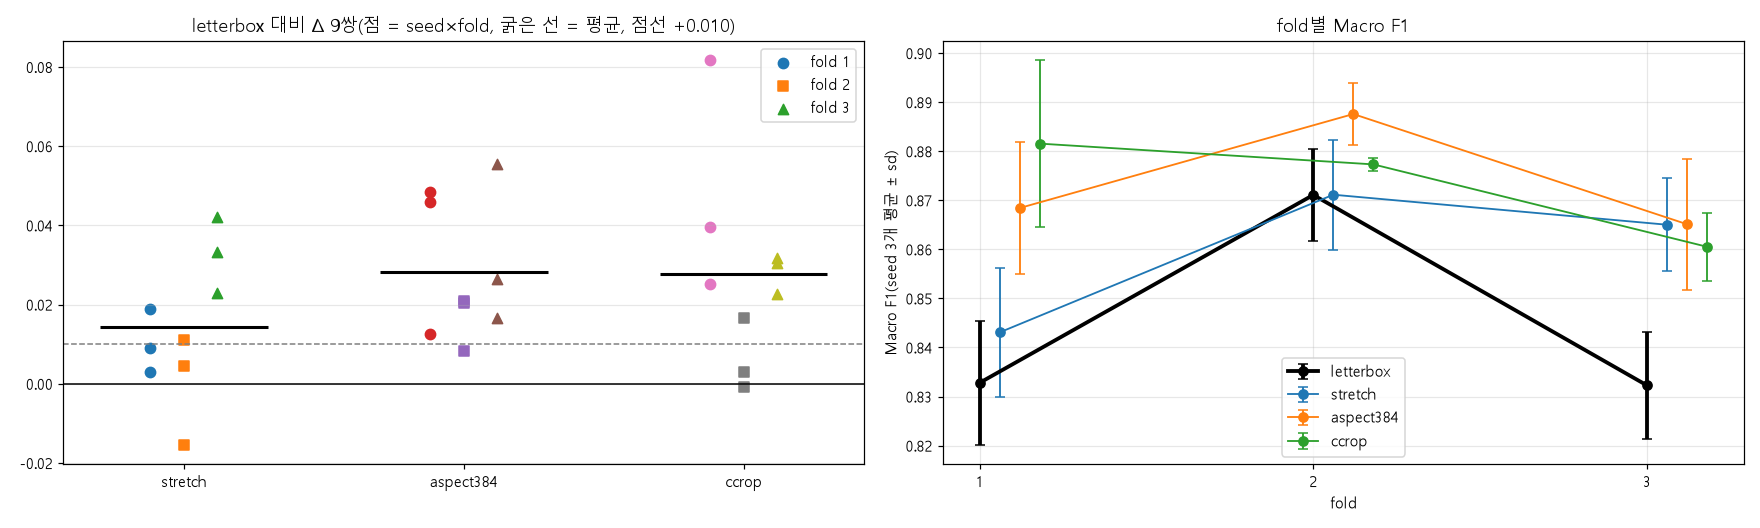 letterbox 대비 Δ 9쌍(점 = seed×fold, 굵은 선 = 평균, 점선 +0.010)
0.08
0.06
0.04
0.02
0.00
-0.02
stretch
aspect384
ccrop
fold 1
fold 2
fold 3
fold별 Macro F1
Macro F1(seed 3개 평균 ± sd)
0.90
0.89
0.88
0.87
0.86
0.85
0.84
0.83
0.82
1
2
3
fold
letterbox
stretch
aspect384
ccrop